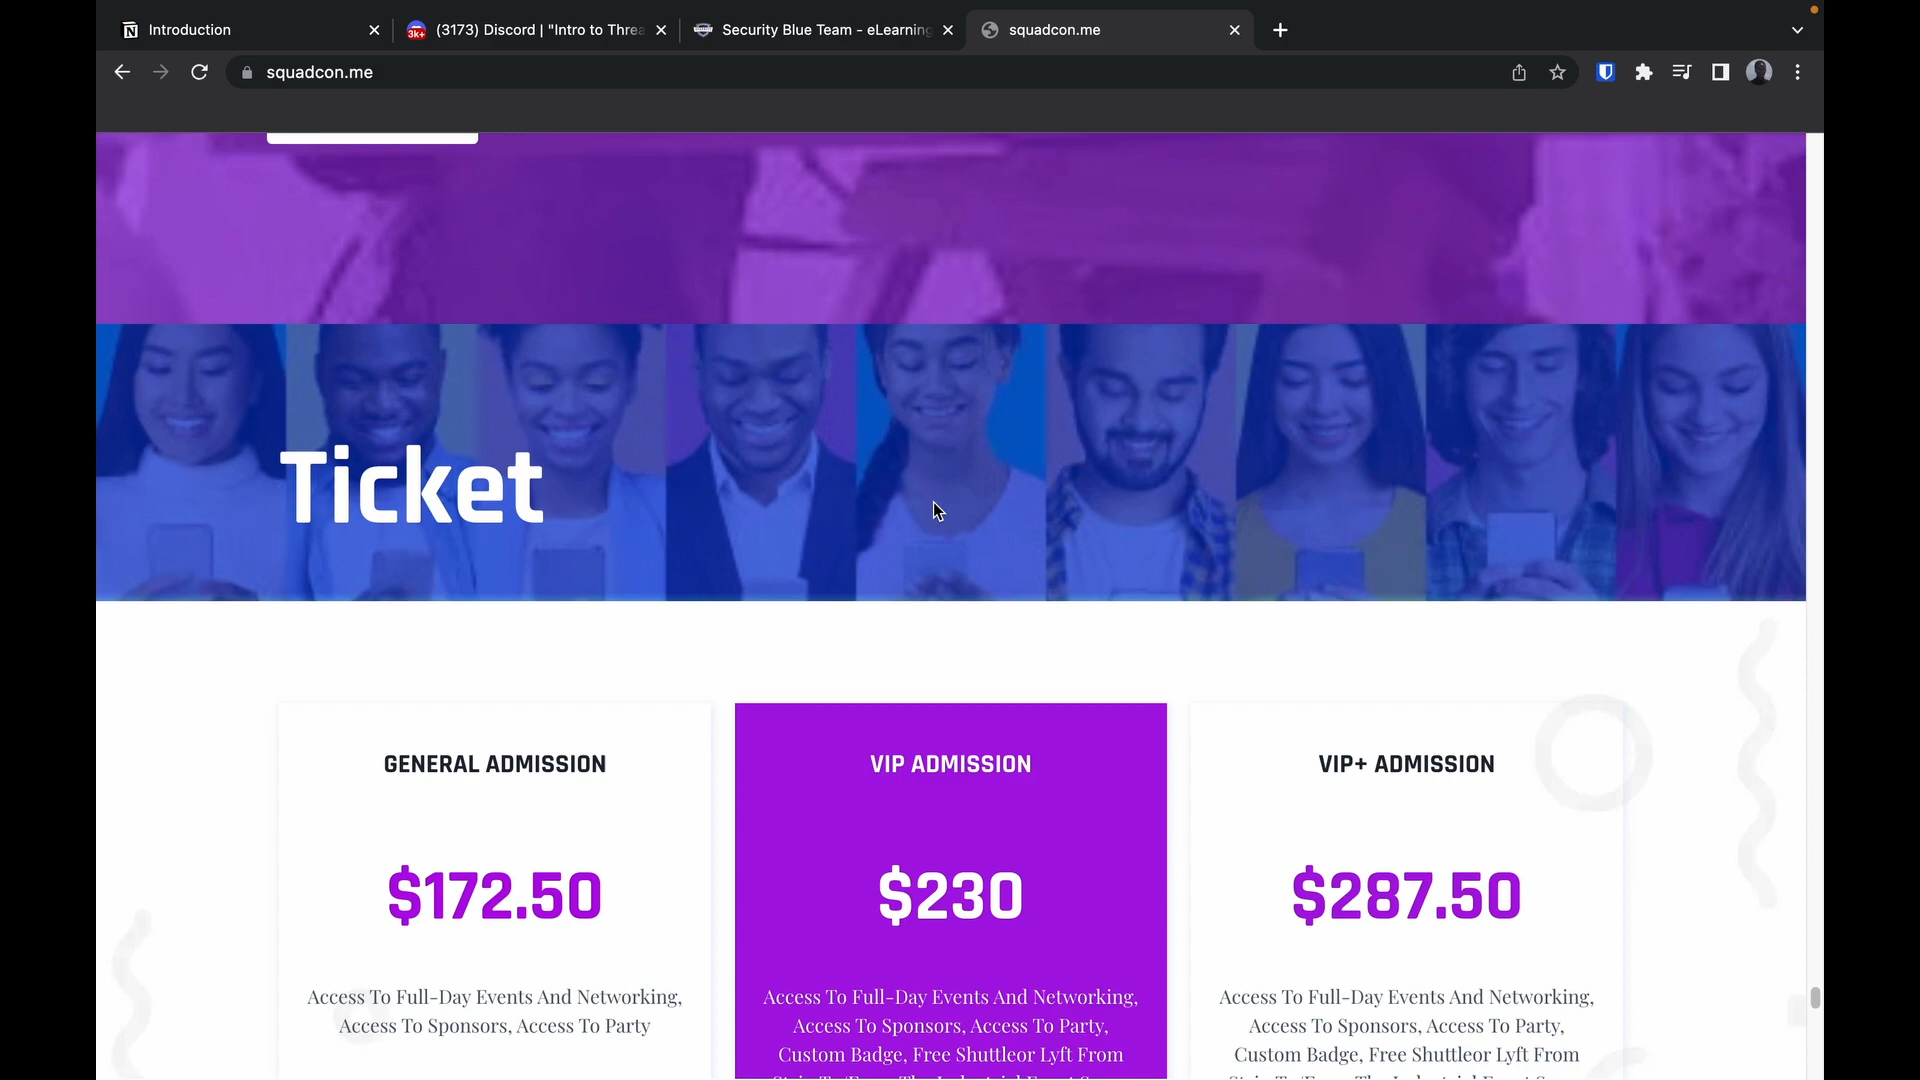 Introduction
(3173) Discord | "Intro to Threa
Security Blue Team - eLearning
squadcon.me
3k+
squadcon.me
Ticket
GENERAL ADMISSION
$172.50
Access To Full-Day Events And Networking,
Access To Sponsors, Access To Party
VIP ADMISSION
$230
Access To Full-Day Events And Networking,
Access To Sponsors, Access To Party,
Custom Badge, Free Shuttleor Lyft From
VIP+ ADMISSION
$287.50
Access To Full-Day Events And Networking,
Access To Sponsors, Access To Party,
Custom Badge, Free Shuttleor Lyft From